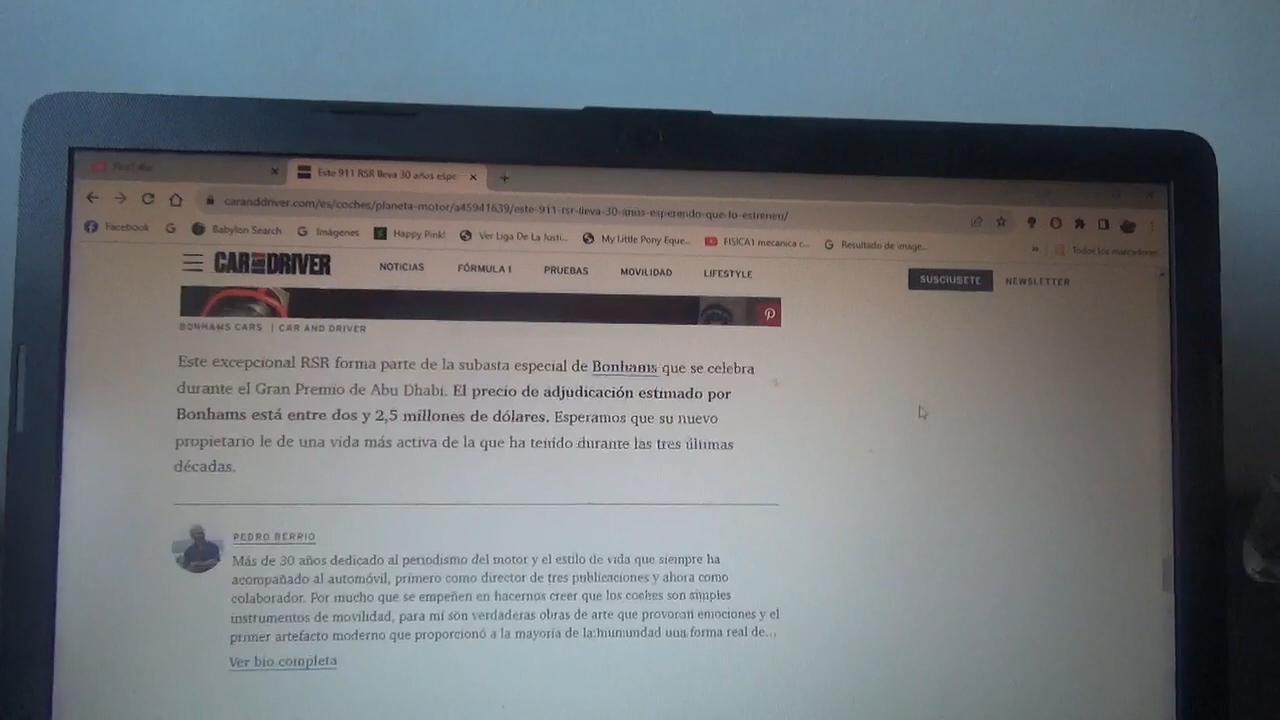 Este 911 RSR lleva 30 años espe
caranddriver.com/es/coches/planeta-motor/a45941639/este-911-rsr-lleva-30-anos-esperando-que-lo-estrenen/
Facebook Babylon Search Imágenes Happy Pink! Ver Liga De La Justi... My Little Pony Eque... FISICA1 mecanica c... Resultado de image... » Todos los marcadores
CAR AND DRIVER NOTICIAS FÓRMULA 1 PRUEBAS MOVILIDAD LIFESTYLE SUSCIUSETE NEWSLETTER
BONHAMS CARS | CAR AND DRIVER
Este excepcional RSR forma parte de la subasta especial de Bonhams que se celebra
durante el Gran Premio de Abu Dhabi. El precio de adjudicación estimado por
Bonhams está entre dos y 2,5 millones de dólares. Esperamos que su nuevo
propietario le de una vida más activa de la que ha tenido durante las tres últimas
décadas.
PEDRO BERRIO
Más de 30 años dedicado al periodismo del motor y el estilo de vida que siempre ha
acompañado al automóvil, primero como director de tres publicaciones y ahora como
colaborador. Por mucho que se empeñen en hacernos creer que los coches son simples
instrumentos de movilidad, para mí son verdaderas obras de arte que provocan emociones y el
primer artefacto moderno que proporcionó a la mayoría de la humanidad una forma real de...
Ver bio completa